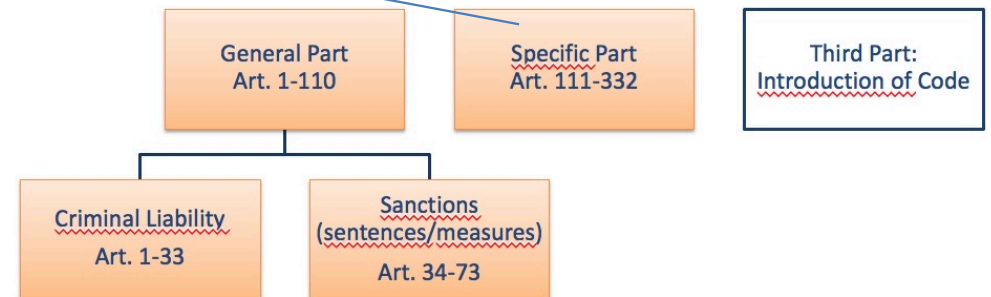 General Part
Art. 1-110
Specific Part
Art. 111-332
Third Part:
Introduction of Code
Criminal Liability
Art. 1-33
Sanctions
(sentences/measures)
Art. 34-73